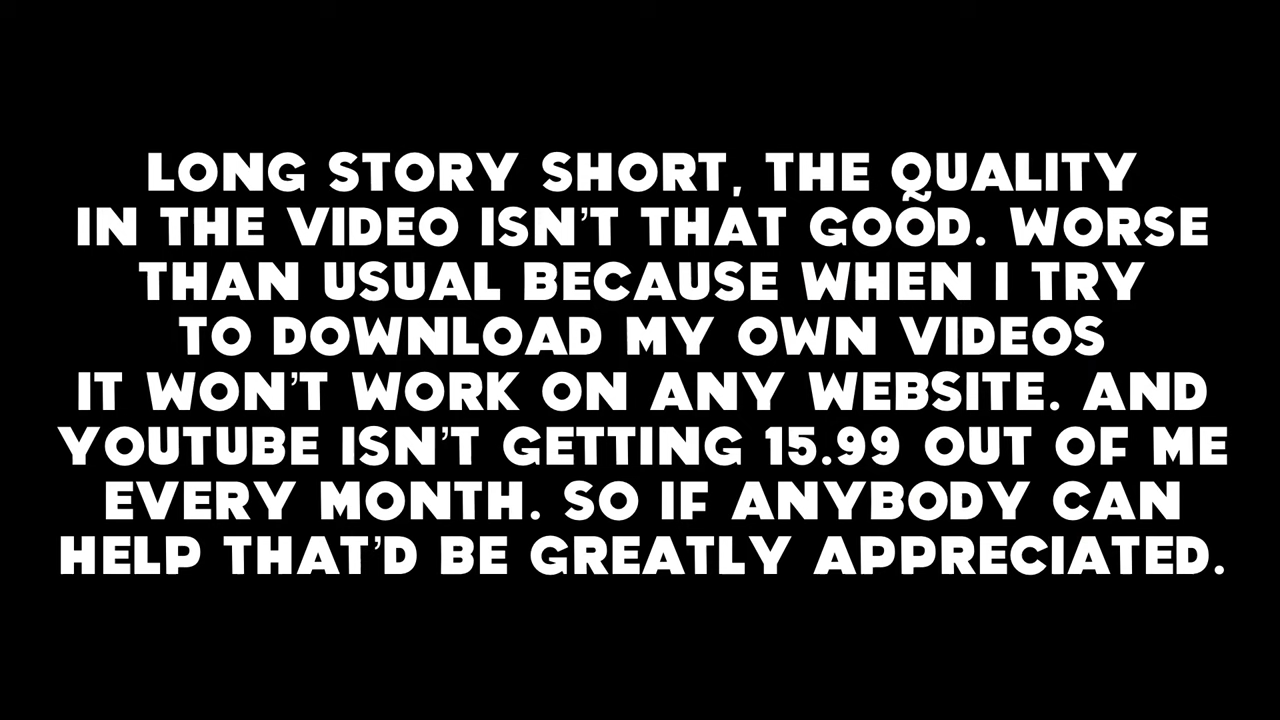 LONG STORY SHORT, THE QUALITY
IN THE VIDEO ISN'T THAT GOOD. WORSE
THAN USUAL BECAUSE WHEN I TRY
TO DOWNLOAD MY OWN VIDEOS
IT WON'T WORK ON ANY WEBSITE. AND
YOUTUBE ISN'T GETTING 15.99 OUT OF ME
EVERY MONTH. SO IF ANYBODY CAN
HELP THAT'D BE GREATLY APPRECIATED.